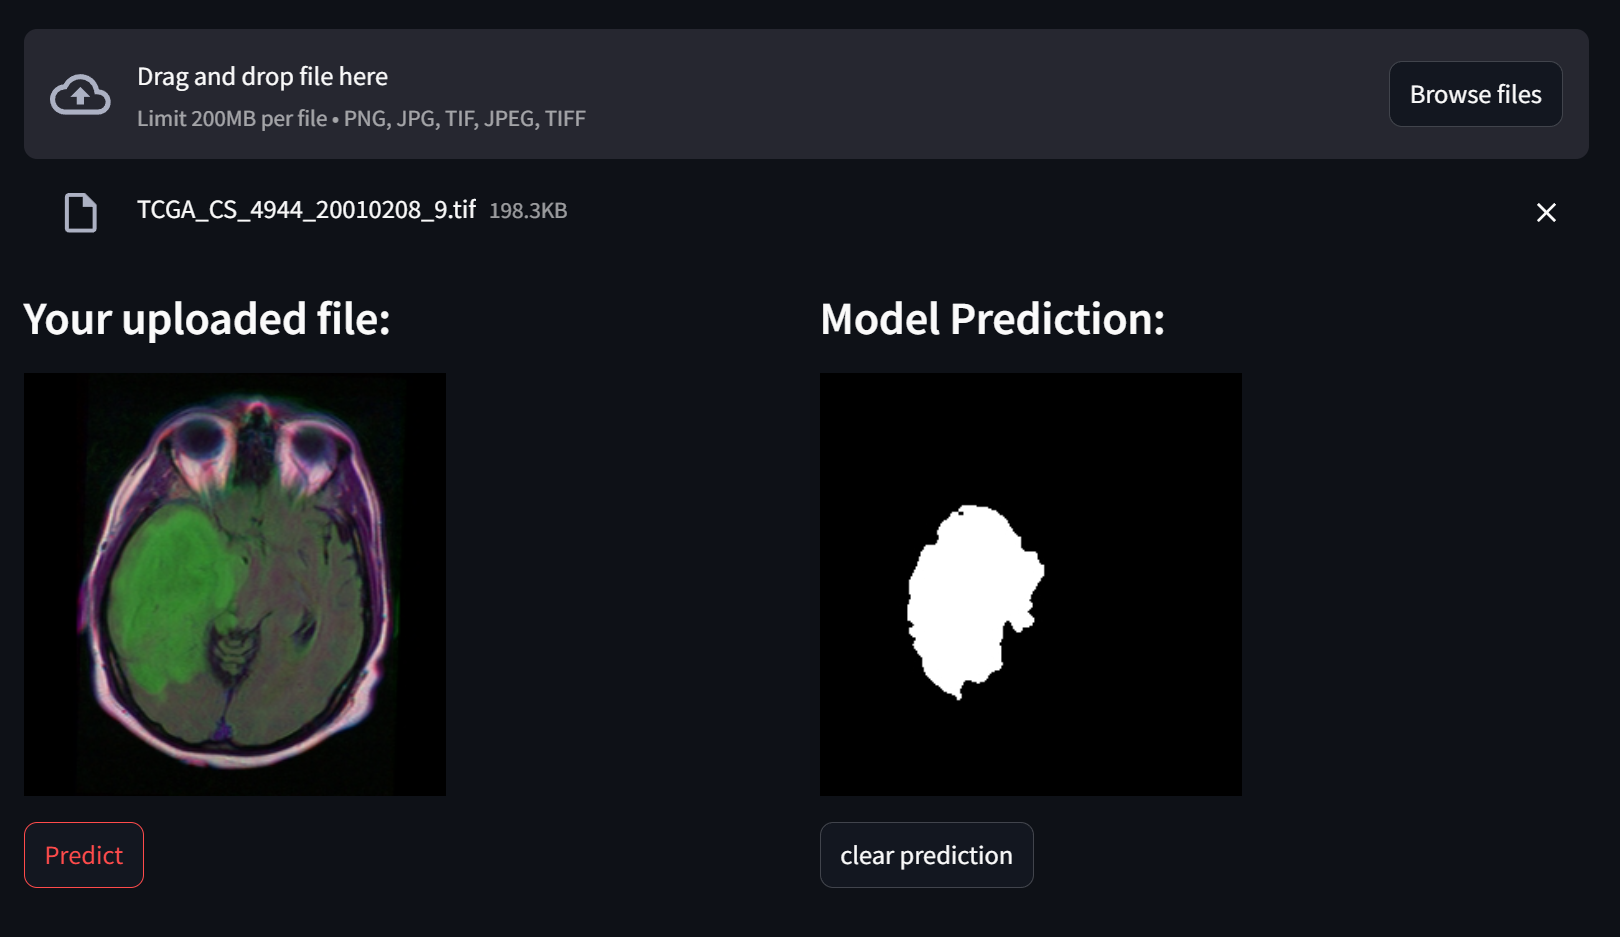 Drag and drop file here
Limit 200MB per file • PNG, JPG, TIF, JPEG, TIFF
Browse files
TCGA_CS_4944_20010208_9.tif 198.3KB
Your uploaded file:
Model Prediction:
Predict
clear prediction